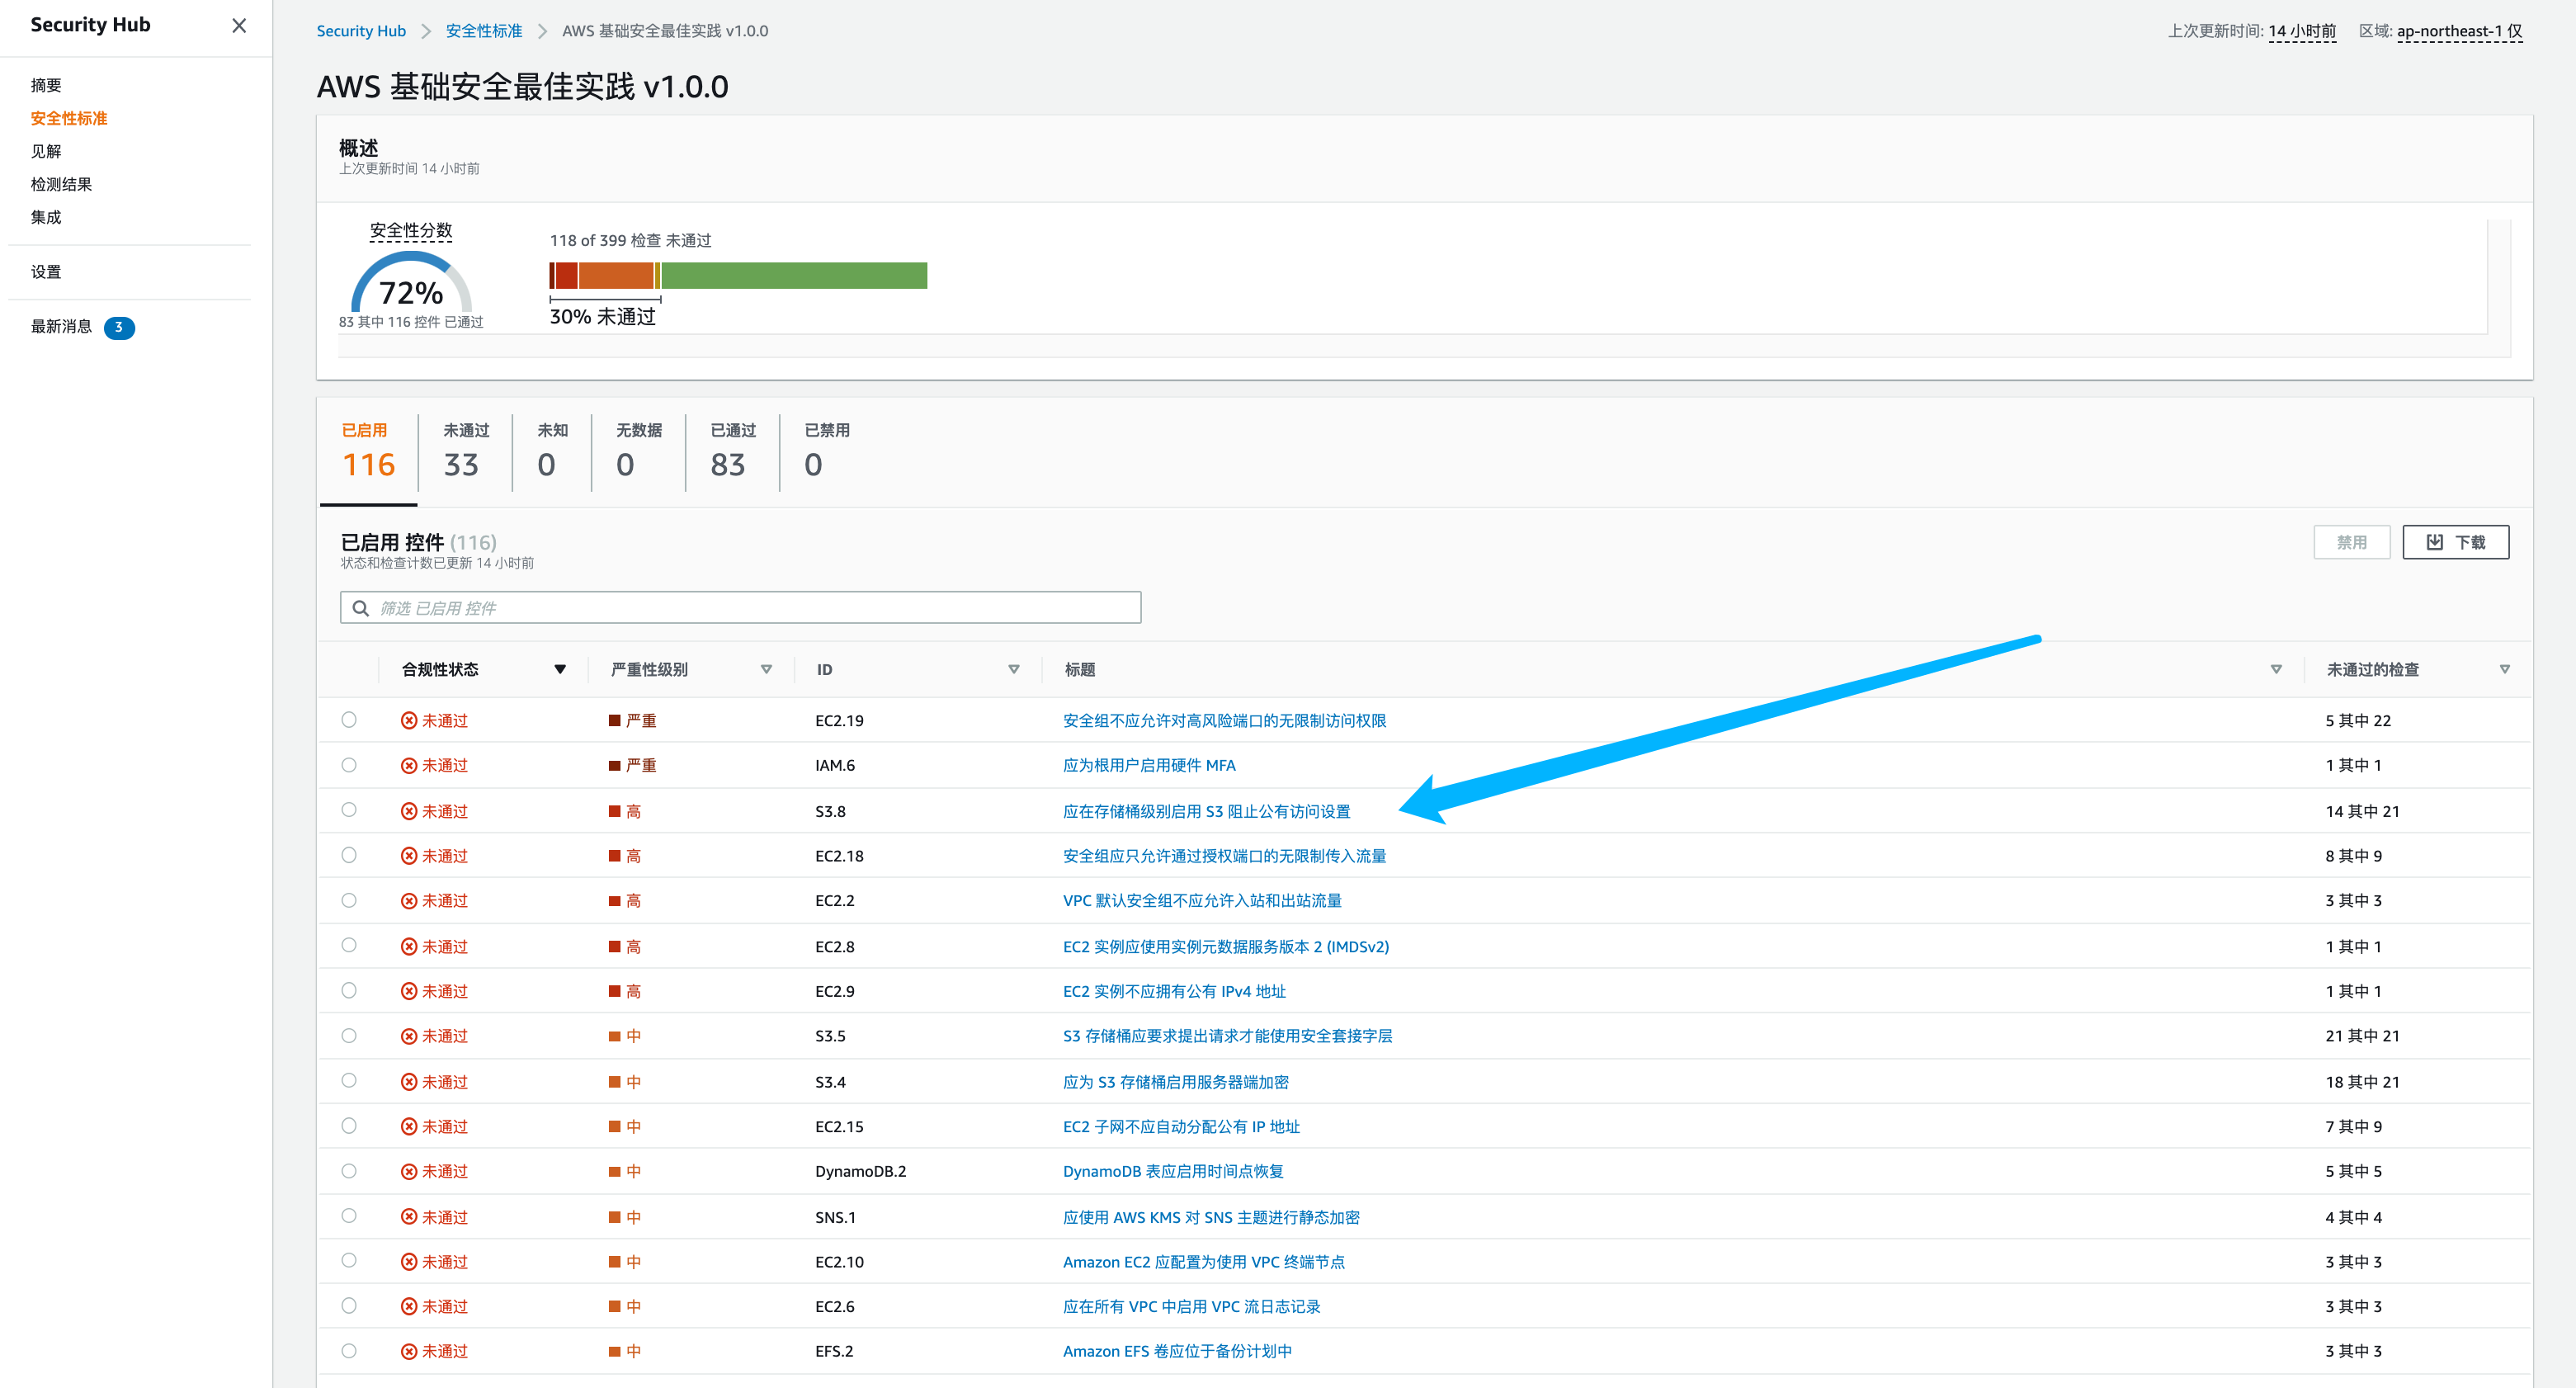 Security Hub
摘要
安全性标准
见解
检测结果
集成
设置
最新消息 3
Security Hub 安全性标准 AWS 基础安全最佳实践 v1.0.0
上次更新时间: 14 小时前 区域: ap-northeast-1 仅
AWS 基础安全最佳实践 v1.0.0
概述
上次更新时间 14 小时前
安全性分数
72%
83 其中 116 控件 已通过
118 of 399 检查 未通过
30% 未通过
已启用 未通过 未知 无数据 已通过 已禁用
116 33 0 0 83 0
已启用 控件 (116)
状态和检查计数已更新 14 小时前
禁用 下载
筛选 已启用 控件
合规性状态 严重性级别 ID 标题 未通过的检查
未通过 严重 EC2.19 安全组不应允许对高风险端口的无限制访问权限 5 其中 22
未通过 严重 IAM.6 应为根用户启用硬件 MFA 1 其中 1
未通过 高 S3.8 应在存储桶级别启用 S3 阻止公有访问设置 14 其中 21
未通过 高 EC2.18 安全组应只允许通过授权端口的无限制传入流量 8 其中 9
未通过 高 EC2.2 VPC 默认安全组不应允许入站和出站流量 3 其中 3
未通过 高 EC2.8 EC2 实例应使用实例元数据服务版本 2 (IMDSv2) 1 其中 1
未通过 高 EC2.9 EC2 实例不应拥有公有 IPv4 地址 1 其中 1
未通过 中 S3.5 S3 存储桶应要求提出请求才能使用安全套接字层 21 其中 21
未通过 中 S3.4 应为 S3 存储桶启用服务器端加密 18 其中 21
未通过 中 EC2.15 EC2 子网不应自动分配公有 IP 地址 7 其中 9
未通过 中 DynamoDB.2 DynamoDB 表应启用时间点恢复 5 其中 5
未通过 中 SNS.1 应使用 AWS KMS 对 SNS 主题进行静态加密 4 其中 4
未通过 中 EC2.10 Amazon EC2 应配置为使用 VPC 终端节点 3 其中 3
未通过 中 EC2.6 应在所有 VPC 中启用 VPC 流日志记录 3 其中 3
未通过 中 EFS.2 Amazon EFS 卷应位于备份计划中 3 其中 3